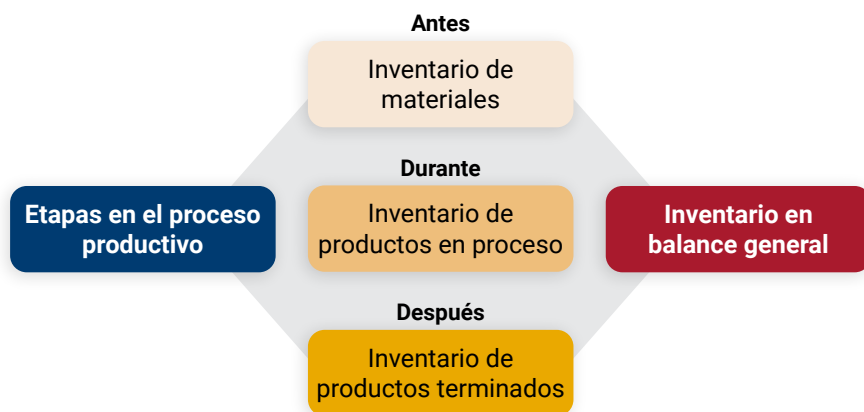 Antes
Inventario de
materiales
Durante
Etapas en el proceso
productivo
Inventario de
productos en proceso
Inventario en
balance general
Después
Inventario de
productos terminados